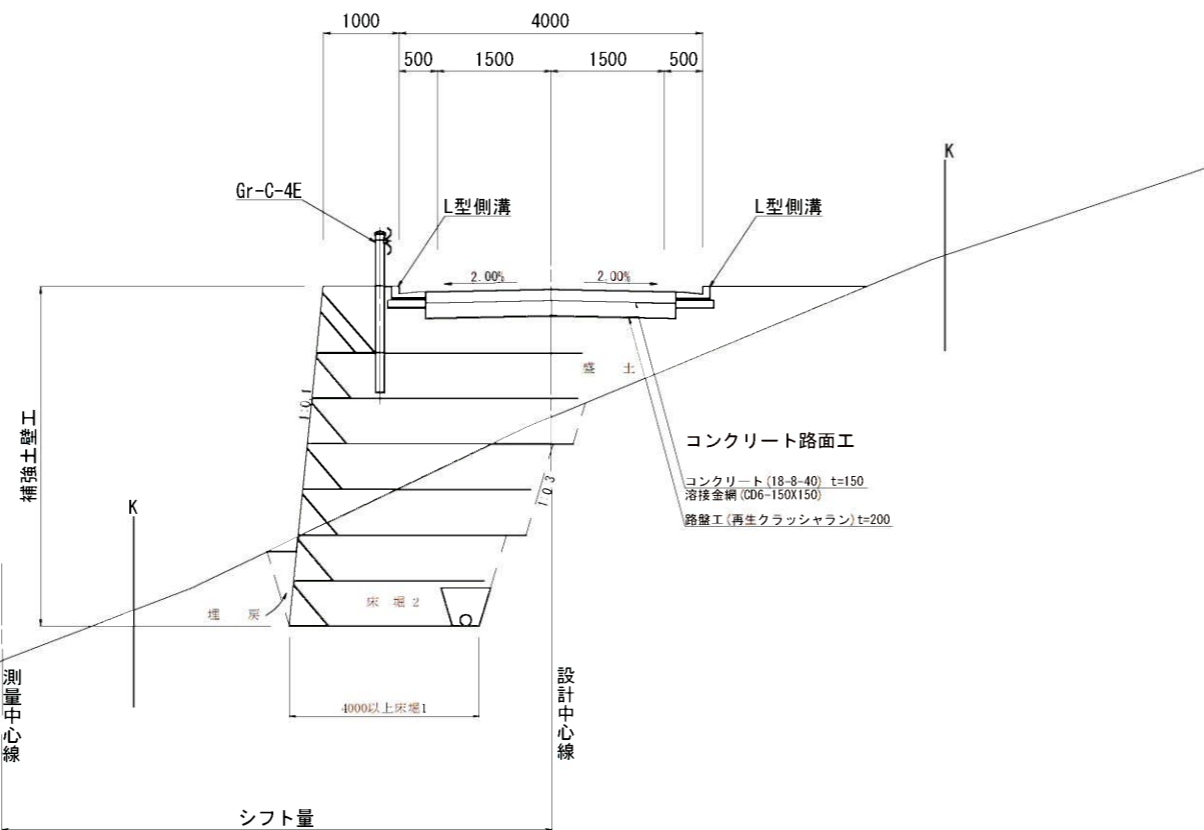 1000
4000
500
1500
1500
500
K
Gr-C-4E
L型側溝
L型側溝
2.00%
2.00%
盛 土
1:0.1
補強土壁工
コンクリート路面工
コンクリート(18-8-40) t=150
溶接金網(CD6-150X150)
路盤工(再生クラッシャラン)t=200
1:0.3
K
埋 戻
床 堀 2
測量中心線
設計中心線
4000以上床堀1
シフト量